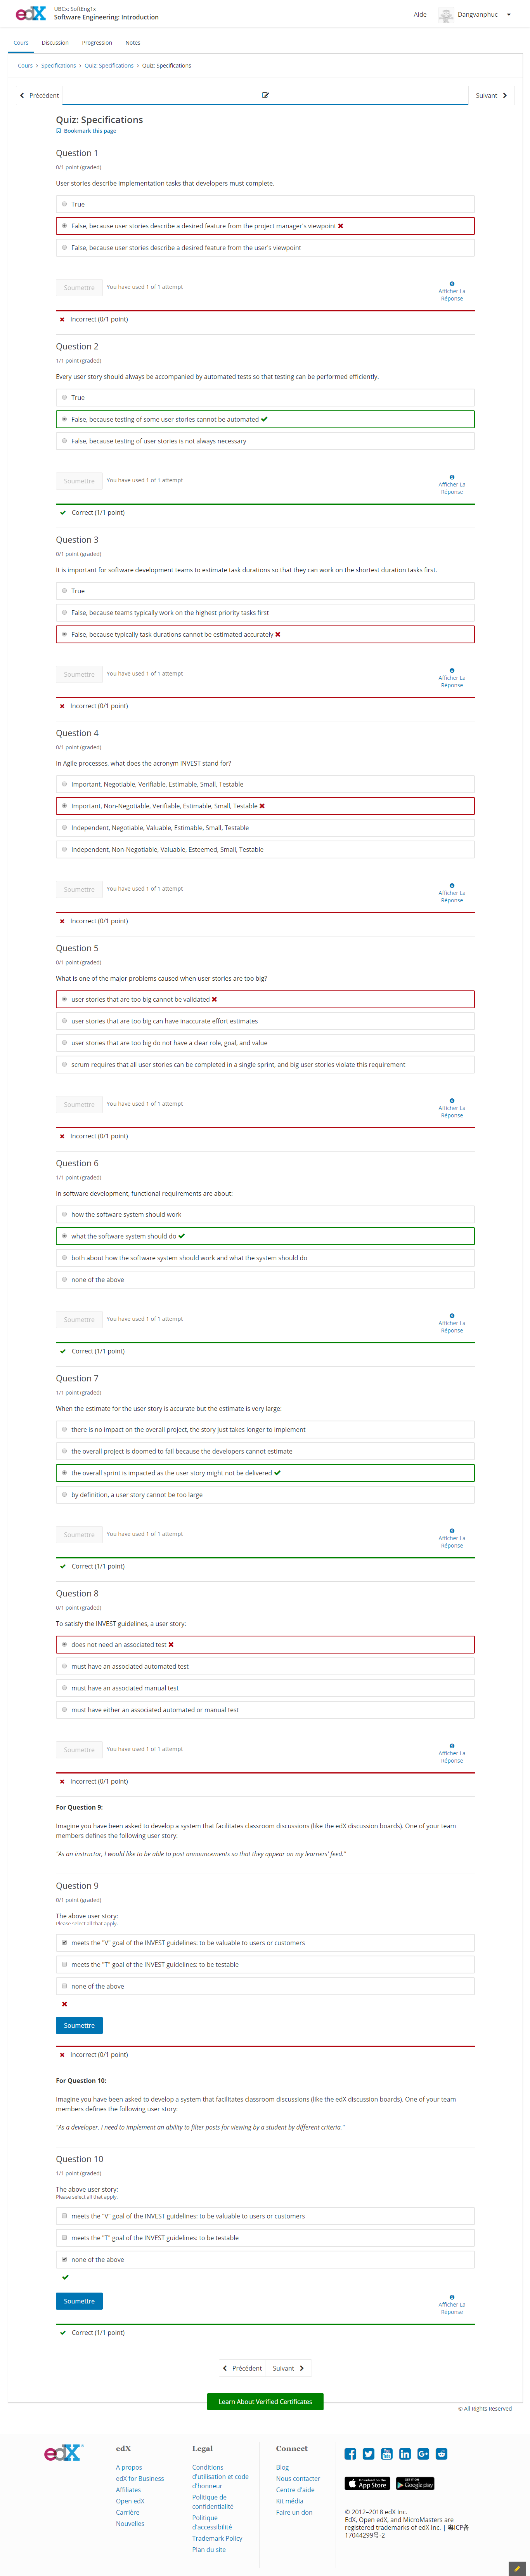 edX
UBCx: SoftEng1x
Software Engineering: Introduction
Aide
Dangvanphuc
Cours
Discussion
Progression
Notes
Cours › Specifications › Quiz: Specifications › Quiz: Specifications
Précédent
Suivant
Quiz: Specifications
Bookmark this page
Question 1
0/1 point (graded)
User stories describe implementation tasks that developers must complete.
True
False, because user stories describe a desired feature from the project manager's viewpoint
False, because user stories describe a desired feature from the user's viewpoint
Soumettre
You have used 1 of 1 attempt
Afficher La
Réponse
Incorrect (0/1 point)
Question 2
1/1 point (graded)
Every user story should always be accompanied by automated tests so that testing can be performed efficiently.
True
False, because testing of some user stories cannot be automated
False, because testing of user stories is not always necessary
Soumettre
You have used 1 of 1 attempt
Afficher La
Réponse
Correct (1/1 point)
Question 3
0/1 point (graded)
It is important for software development teams to estimate task durations so that they can work on the shortest duration tasks first.
True
False, because teams typically work on the highest priority tasks first
False, because typically task durations cannot be estimated accurately
Soumettre
You have used 1 of 1 attempt
Afficher La
Réponse
Incorrect (0/1 point)
Question 4
0/1 point (graded)
In Agile processes, what does the acronym INVEST stand for?
Important, Negotiable, Verifiable, Estimable, Small, Testable
Important, Non-Negotiable, Verifiable, Estimable, Small, Testable
Independent, Negotiable, Valuable, Estimable, Small, Testable
Independent, Non-Negotiable, Valuable, Esteemed, Small, Testable
Soumettre
You have used 1 of 1 attempt
Afficher La
Réponse
Incorrect (0/1 point)
Question 5
0/1 point (graded)
What is one of the major problems caused when user stories are too big?
user stories that are too big cannot be validated
user stories that are too big can have inaccurate effort estimates
user stories that are too big do not have a clear role, goal, and value
scrum requires that all user stories can be completed in a single sprint, and big user stories violate this requirement
Soumettre
You have used 1 of 1 attempt
Afficher La
Réponse
Incorrect (0/1 point)
Question 6
1/1 point (graded)
In software development, functional requirements are about:
how the software system should work
what the software system should do
both about how the software system should work and what the system should do
none of the above
Soumettre
You have used 1 of 1 attempt
Afficher La
Réponse
Correct (1/1 point)
Question 7
1/1 point (graded)
When the estimate for the user story is accurate but the estimate is very large:
there is no impact on the overall project, the story just takes longer to implement
the overall project is doomed to fail because the developers cannot estimate
the overall sprint is impacted as the user story might not be delivered
by definition, a user story cannot be too large
Soumettre
You have used 1 of 1 attempt
Afficher La
Réponse
Correct (1/1 point)
Question 8
0/1 point (graded)
To satisfy the INVEST guidelines, a user story:
does not need an associated test
must have an associated automated test
must have an associated manual test
must have either an associated automated or manual test
Soumettre
You have used 1 of 1 attempt
Afficher La
Réponse
Incorrect (0/1 point)
For Question 9:
Imagine you have been asked to develop a system that facilitates classroom discussions (like the edX discussion boards). One of your team
members defines the following user story:
"As an instructor, I would like to be able to post announcements so that they appear on my learners' feed."
Question 9
0/1 point (graded)
The above user story:
Please select all that apply.
meets the "V" goal of the INVEST guidelines: to be valuable to users or customers
meets the "T" goal of the INVEST guidelines: to be testable
none of the above
Soumettre
Incorrect (0/1 point)
For Question 10:
Imagine you have been asked to develop a system that facilitates classroom discussions (like the edX discussion boards). One of your team
members defines the following user story:
"As a developer, I need to implement an ability to filter posts for viewing by a student by different criteria."
Question 10
1/1 point (graded)
The above user story:
Please select all that apply.
meets the "V" goal of the INVEST guidelines: to be valuable to users or customers
meets the "T" goal of the INVEST guidelines: to be testable
none of the above
Soumettre
Afficher La
Réponse
Correct (1/1 point)
Précédent
Suivant
Learn About Verified Certificates
© All Rights Reserved
edX
edX
A propos
edX for Business
Affiliates
Open edX
Carrière
Nouvelles
Legal
Conditions
d'utilisation et code
d'honneur
Politique de
confidentialité
Politique
d'accessibilité
Trademark Policy
Plan du site
Connect
Blog
Nous contacter
Centre d'aide
Kit média
Faire un don
Download on the
App Store
GET IT ON
Google play
© 2012–2018 edX Inc.
EdX, Open edX, and MicroMasters are
registered trademarks of edX Inc. | 粤ICP备
17044299号-2